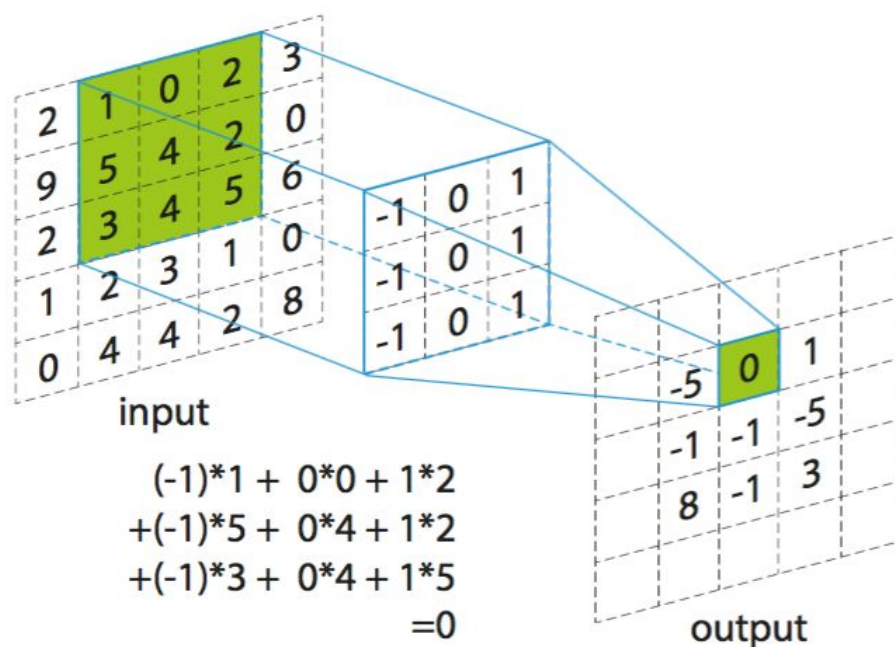 2 1 0 2 3
9 5 4 2 0
2 3 4 5 6
1 2 3 1 0
0 4 4 2 8
input
-1 0 1
-1 0 1
-1 0 1
-5 0 1
-1 -1 -5
8 -1 3
output
(-1)*1 + 0*0 + 1*2
+(-1)*5 + 0*4 + 1*2
+(-1)*3 + 0*4 + 1*5
=0